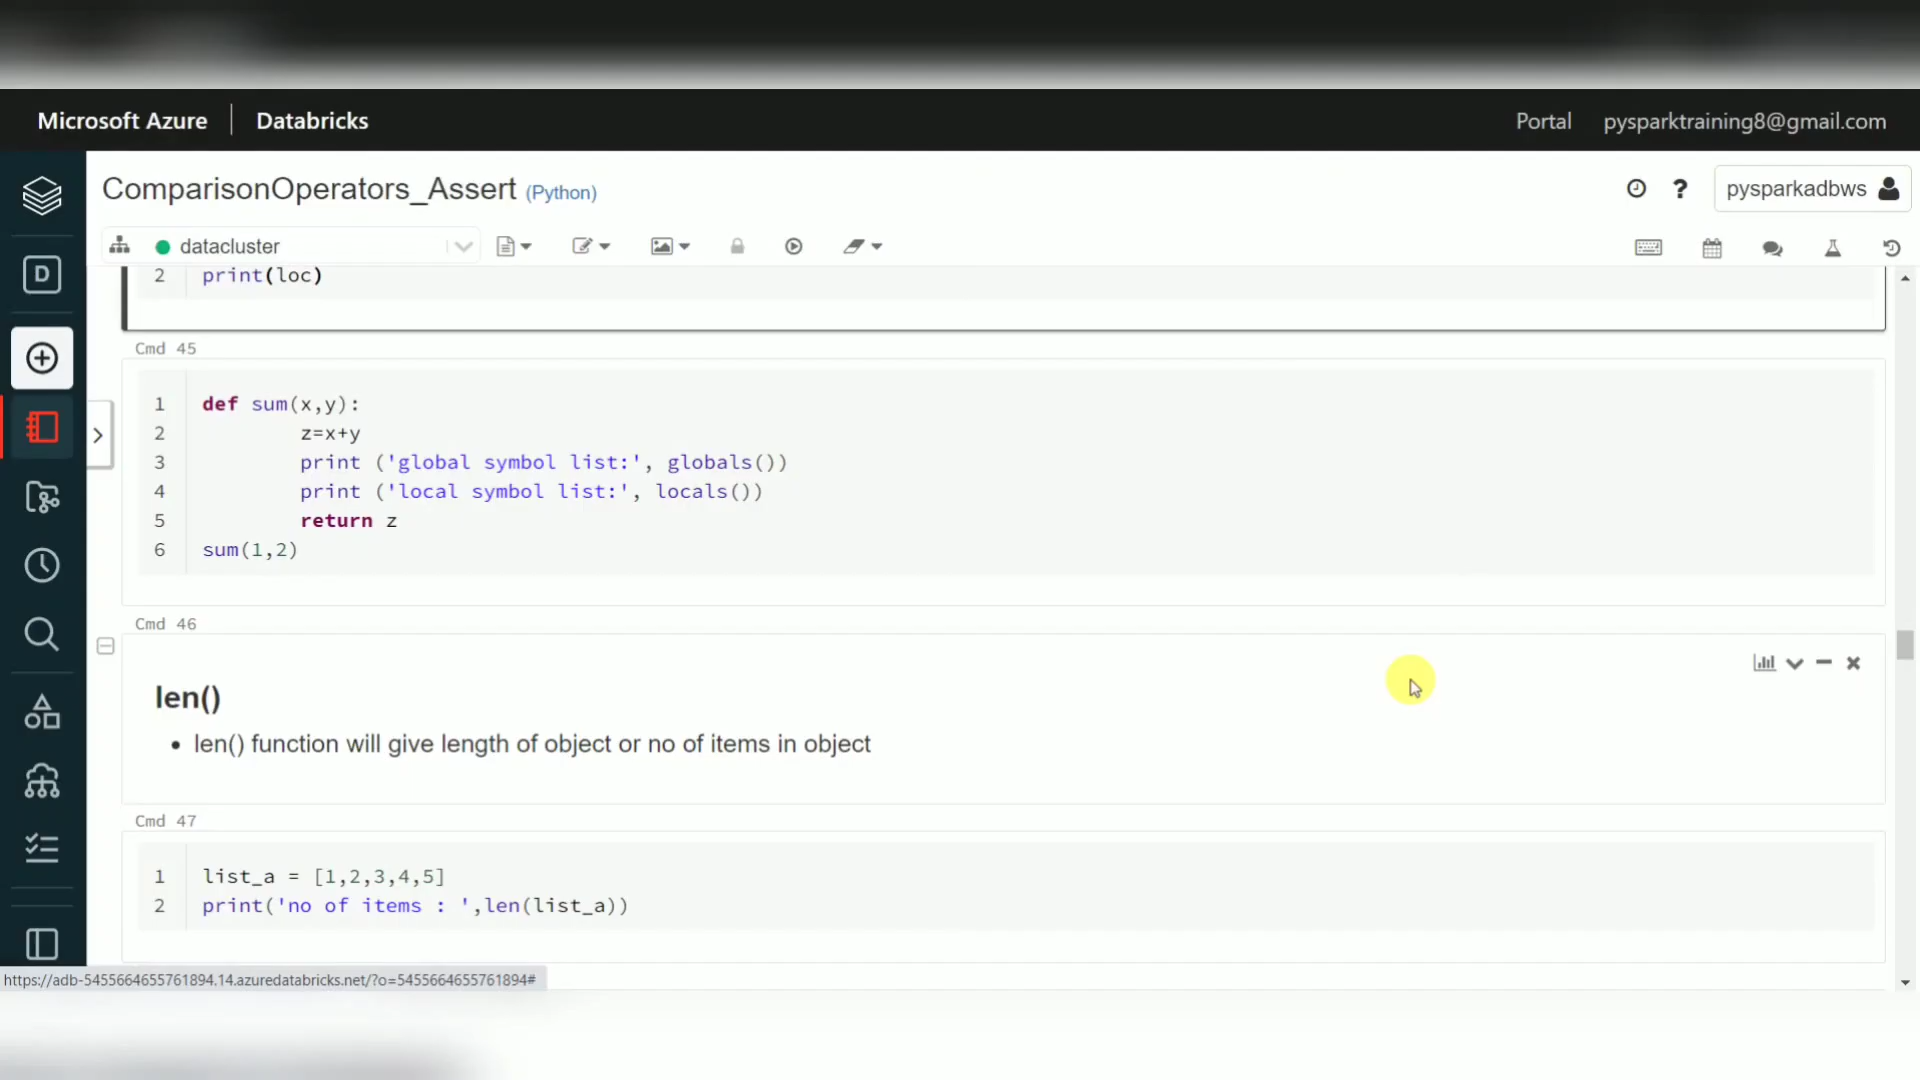 Microsoft Azure Databricks Portal pysparktraining8@gmail.com
ComparisonOperators_Assert (Python) pysparkadbws
datacluster
2 print(loc)
Cmd 45
1 def sum(x,y):
2 z=x+y
3 print ('global symbol list:', globals())
4 print ('local symbol list:', locals())
5 return z
6 sum(1,2)
Cmd 46
len()
• len() function will give length of object or no of items in object
Cmd 47
1 list_a = [1,2,3,4,5]
2 print('no of items : ',len(list_a))
https://adb-5455664655761894.14.azuredatabricks.net/?o=5455664655761894#